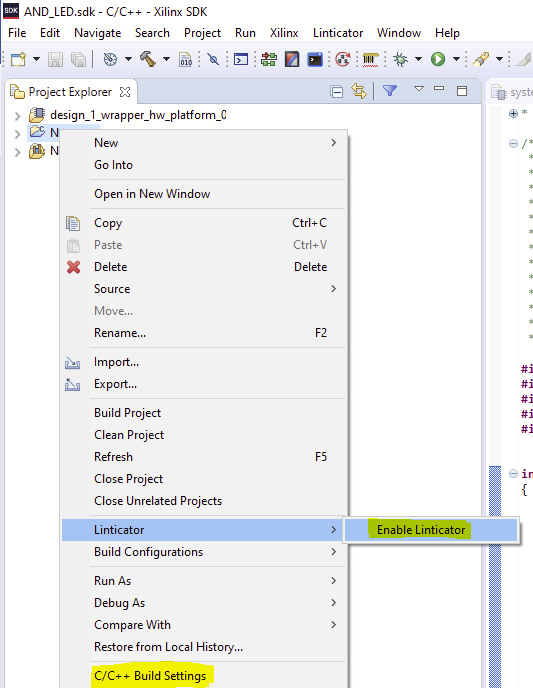 SDK AND_LED.sdk - C/C++ - Xilinx SDK
File Edit Navigate Search Project Run Xilinx Linticator Window Help
010
Project Explorer
design_1_wrapper_hw_platform_0
N
N
New
Go Into
Open in New Window
Copy Ctrl+C
Paste Ctrl+V
Delete Delete
Source
Move...
Rename... F2
Import...
Export...
Build Project
Clean Project
Refresh F5
Close Project
Close Unrelated Projects
Linticator
Enable Linticator
Build Configurations
Run As
Debug As
Compare With
Restore from Local History...
C/C++ Build Settings
syste
*
/*
*
*
*
*
*
*
*
*
*
*
*
*
*
#i
#i
#i
#i
#i
in
{